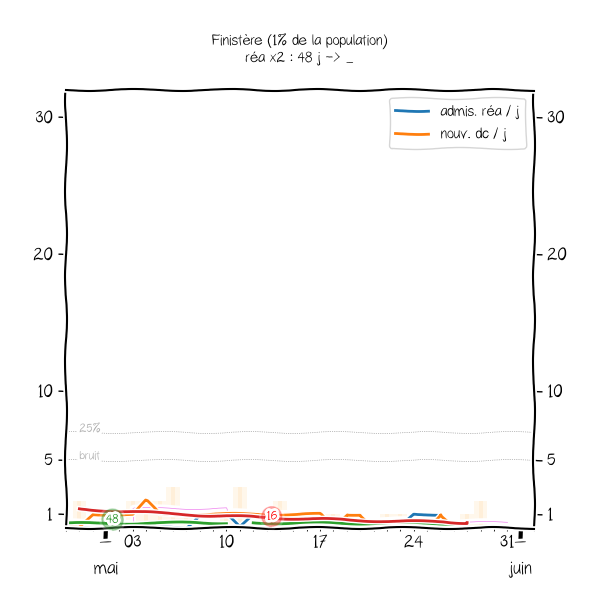 Finistère (1% de la population)
réa x2 : 48 j -> _
admis. réa / j
nouv. dc / j
30
30
20
20
10
10
25%
bruit
5
5
1
1
48
16
03
10
17
24
31
mai
juin